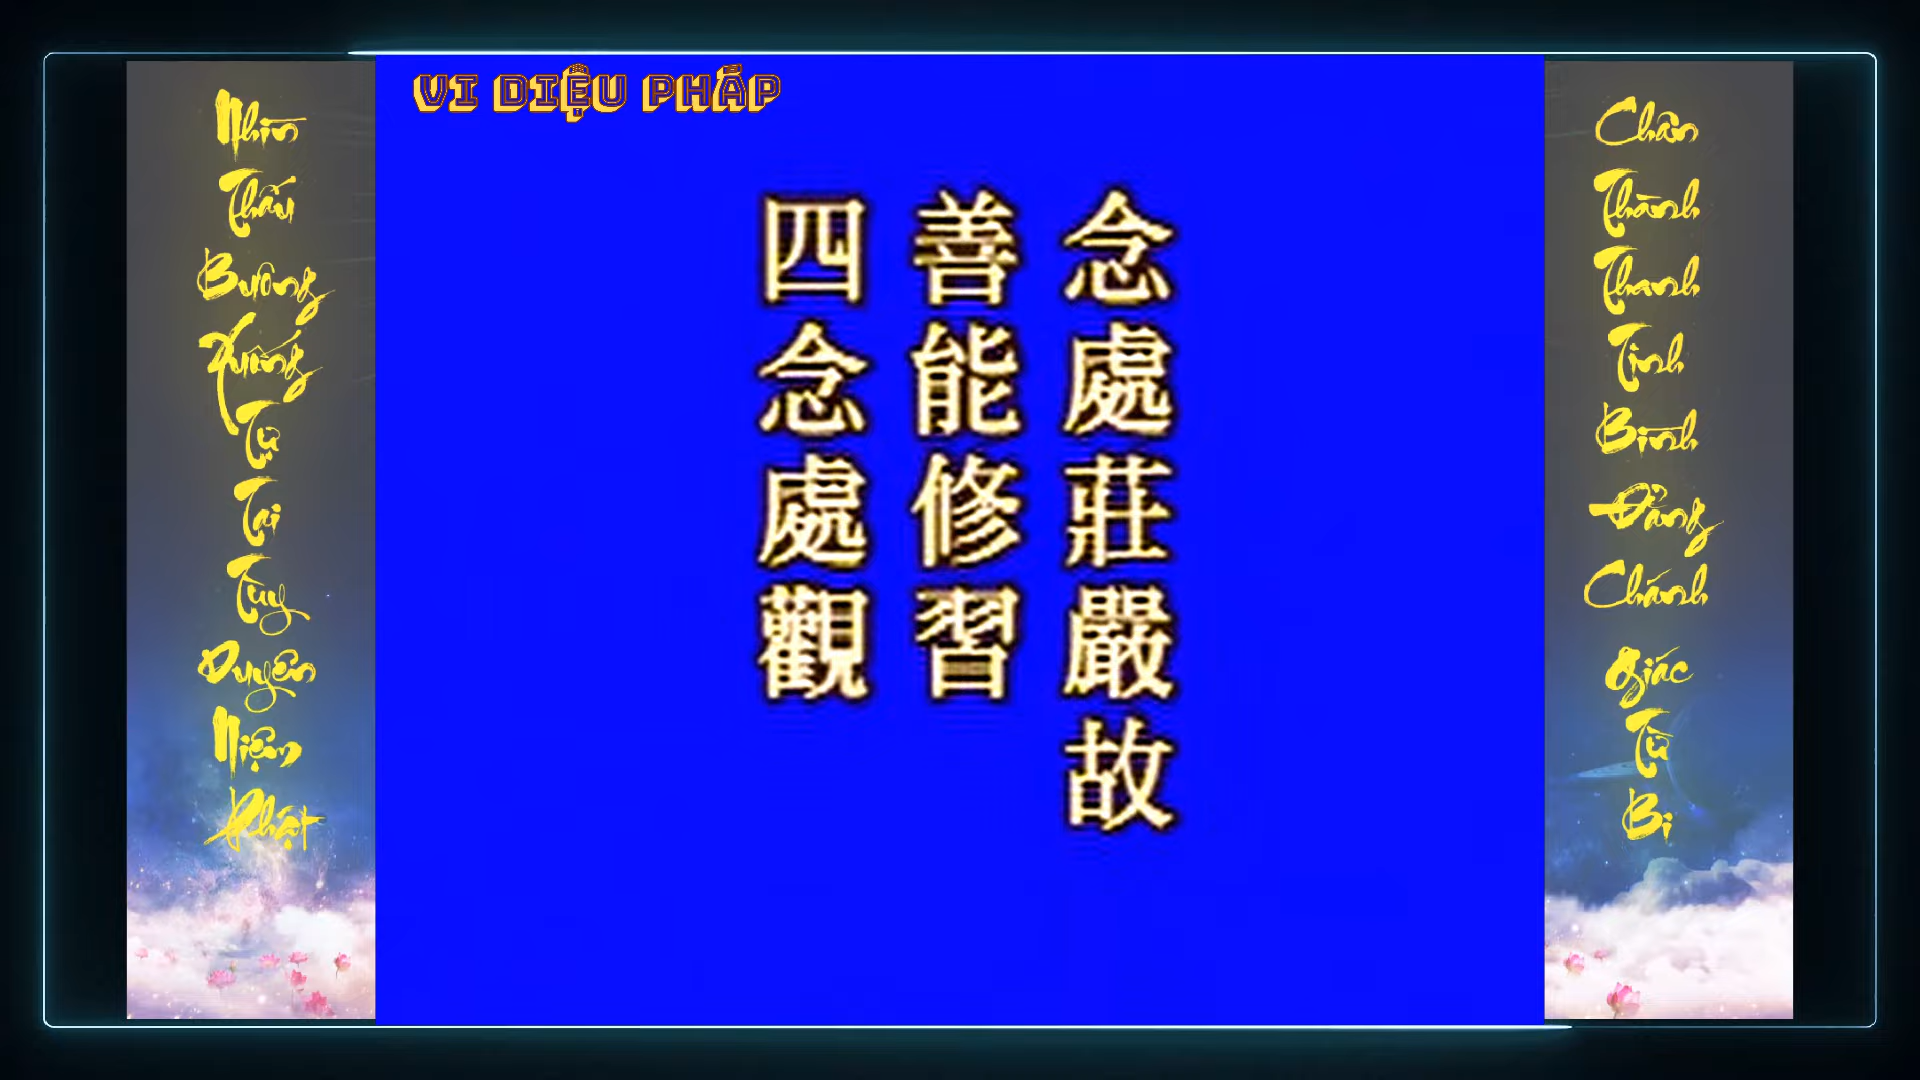 VI DIỆU PHÁP
Nhìn
Thấu
Buông
Xuống
Tự
Tại
Tùy
Duyên
Niệm
Phật
念處莊嚴故
善能修習
四念處觀
Chân
Thành
Thanh
Tịnh
Bình
Đẳng
Chánh
Giác
Từ
Bi